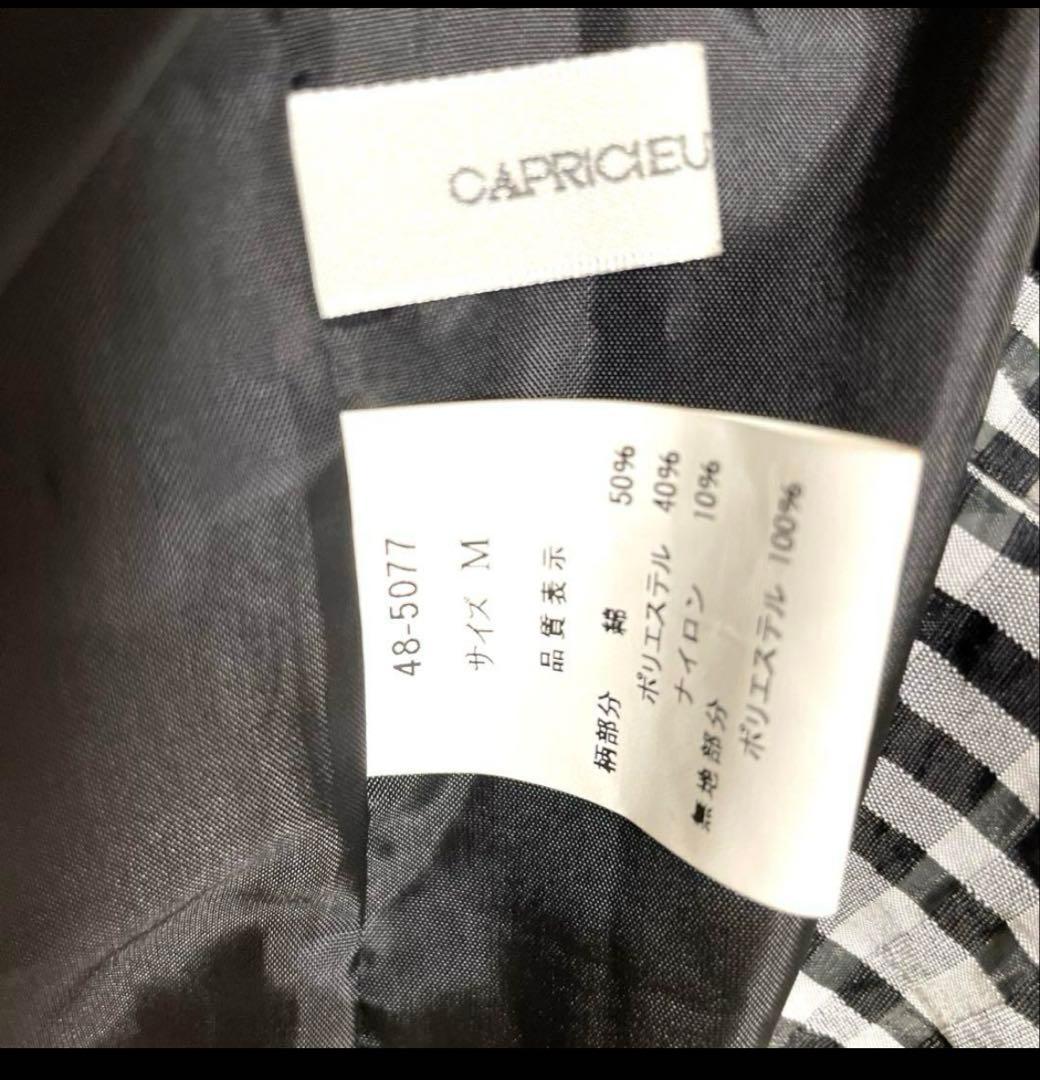 CAPRICIEU
48-5077
サイズ M
品質表示
柄部分 綿 50%
ポリエステル 40%
ナイロン 10%
無地部分
ポリエステル 100%